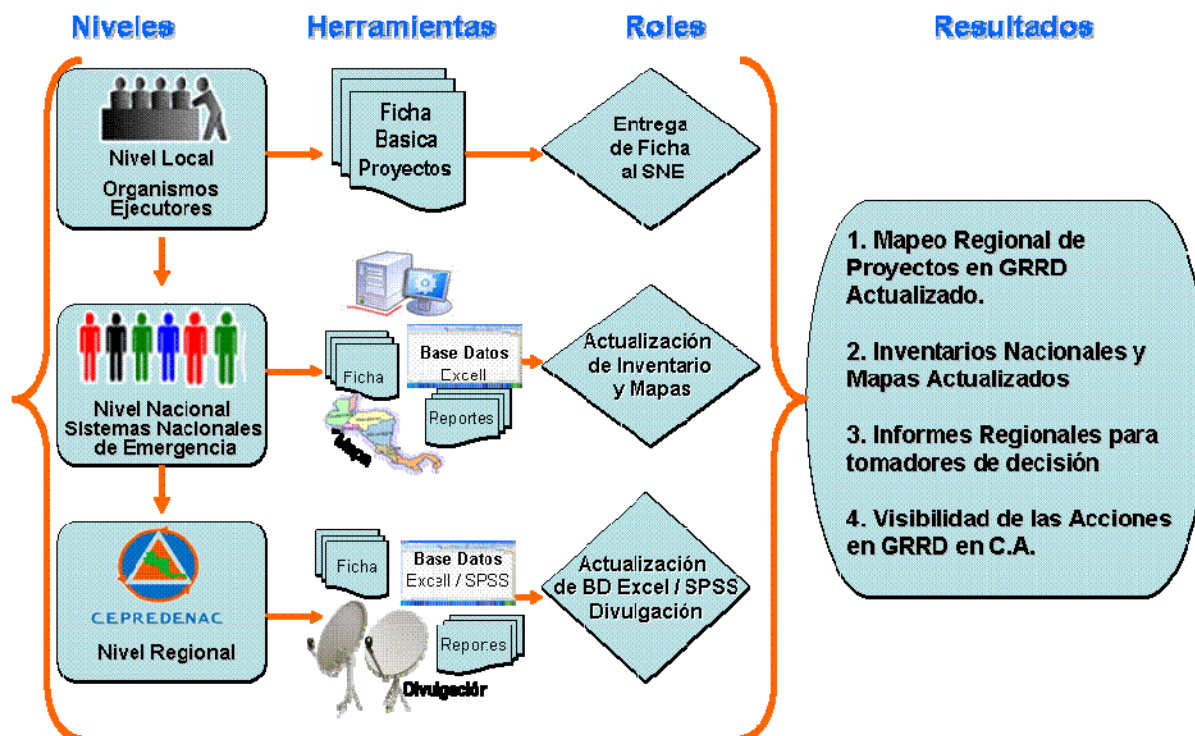 Niveles
Herramientas
Roles
Resultados
Nivel Local
Organismos
Ejecutores
Ficha
Basica
Proyectos
Entrega
de Ficha
al SNE
Nivel Nacional
Sistemas Nacionales
de Emergencia
Ficha
Base Datos
Excell
Reportes
Mapa
Actualización
de Inventario
y Mapas
CEPREDENAC
Nivel Regional
Ficha
Base Datos
Excell / SPSS
Reportes
Divulgación
Actualización
de BD Excel / SPSS
Divulgación
1. Mapeo Regional de
Proyectos en GRRD
Actualizado.
2. Inventarios Nacionales y
Mapas Actualizados
3. Informes Regionales para
tomadores de decisión
4. Visibilidad de las Acciones
en GRRD en C.A.